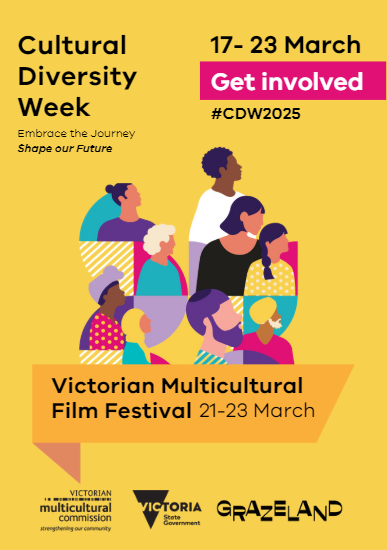 Cultural
Diversity
Week
Embrace the Journey
Shape our Future
17- 23 March
Get involved
#CDW2025
Victorian Multicultural
Film Festival 21-23 March
VICTORIAN
multicultural
commission
strengthening our community
VICTORIA
State
Government
GRAZELAND